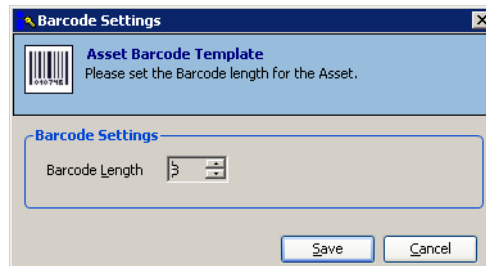 Barcode Settings
Asset Barcode Template
Please set the Barcode length for the Asset.
Barcode Settings
Barcode Length
Save
Cancel